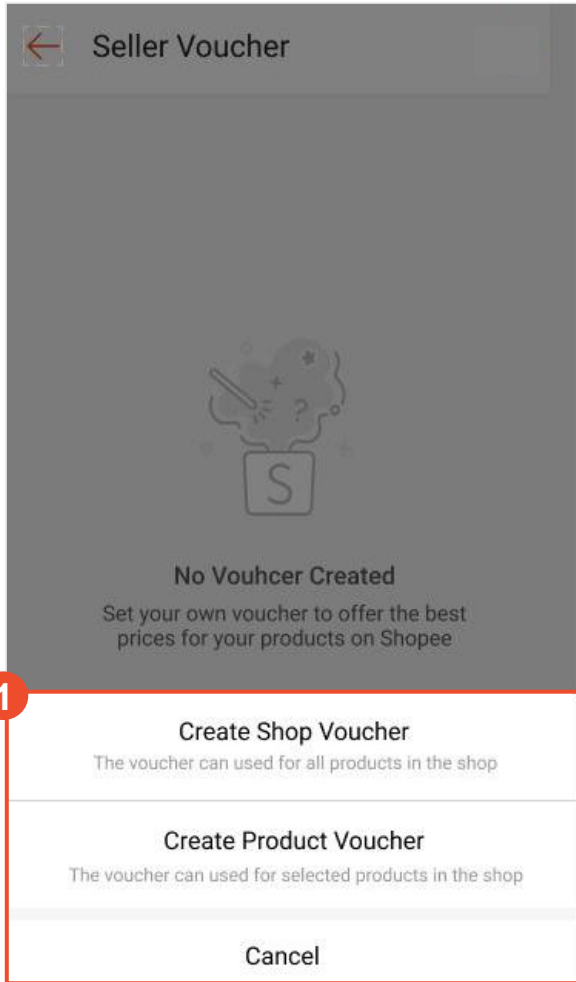 Seller Voucher
?
S
No Vouhcer Created
Set your own voucher to offer the best
prices for your products on Shopee
1
Create Shop Voucher
The voucher can used for all products in the shop
Create Product Voucher
The voucher can used for selected products in the shop
Cancel